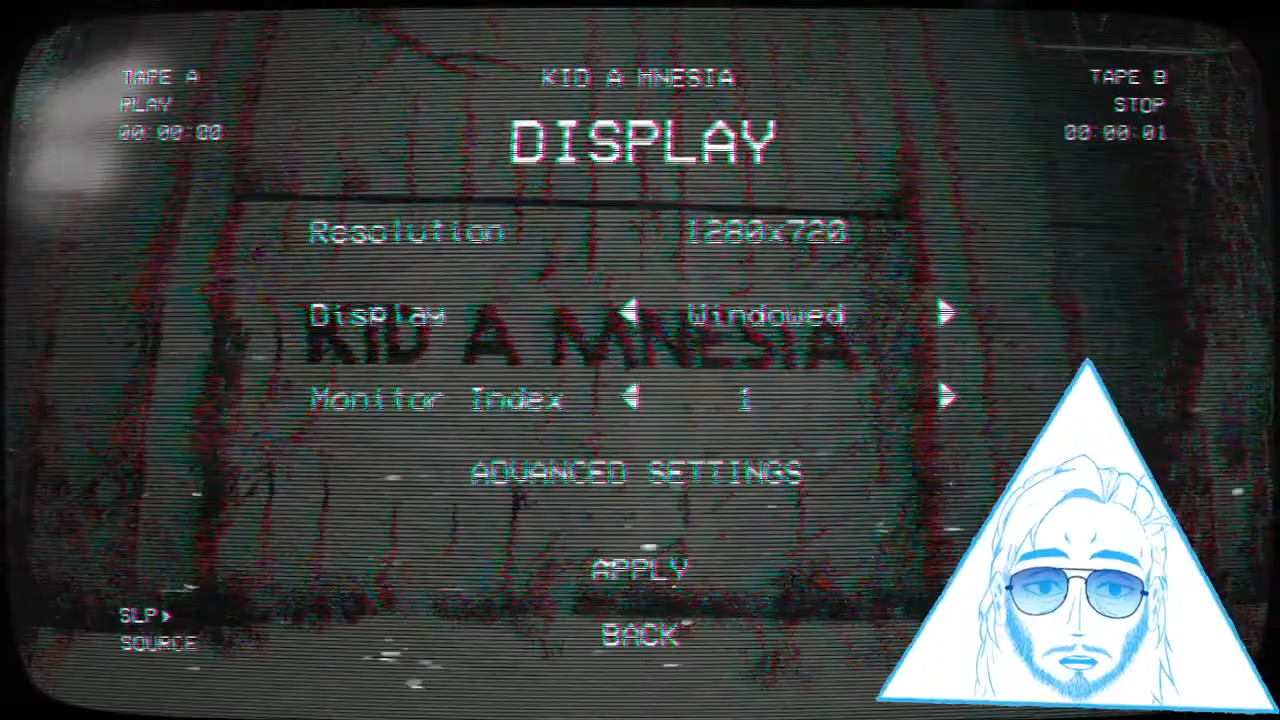 TAPE A
PLAY
00:00:00
KID A MNESIA
TAPE B
STOP
00:00:01
DISPLAY
Resolution 1280x720
Display Windowed
KID A MNESIA
Monitor Index 1
ADVANCED SETTINGS
APPLY
BACK
SLP
SOURCE